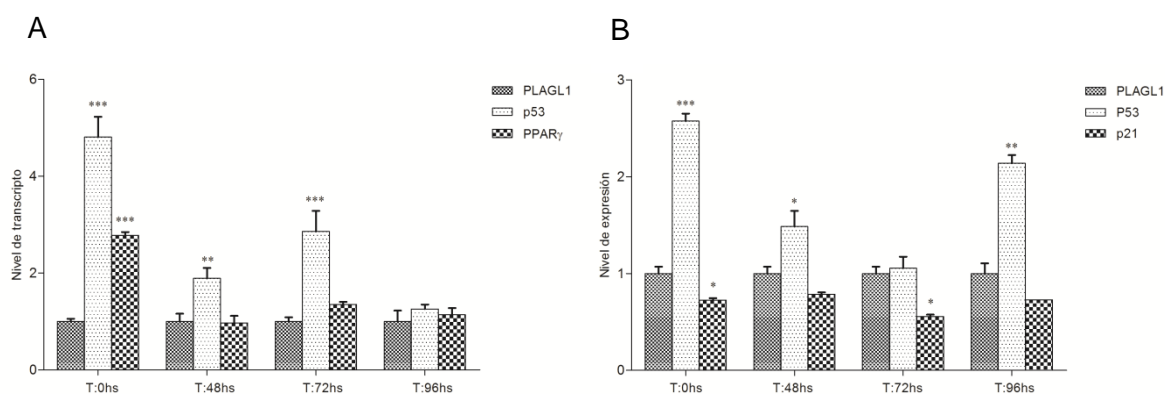 A
Nivel de transcripto
6
4
2
0
***
***
**
***
T:0hs T:48hs T:72hs T:96hs
PLAGL1
p53
PPARγ
B
Nivel de expresión
3
2
1
0
***
*
*
*
**
T:0hs T:48hs T:72hs T:96hs
PLAGL1
P53
p21